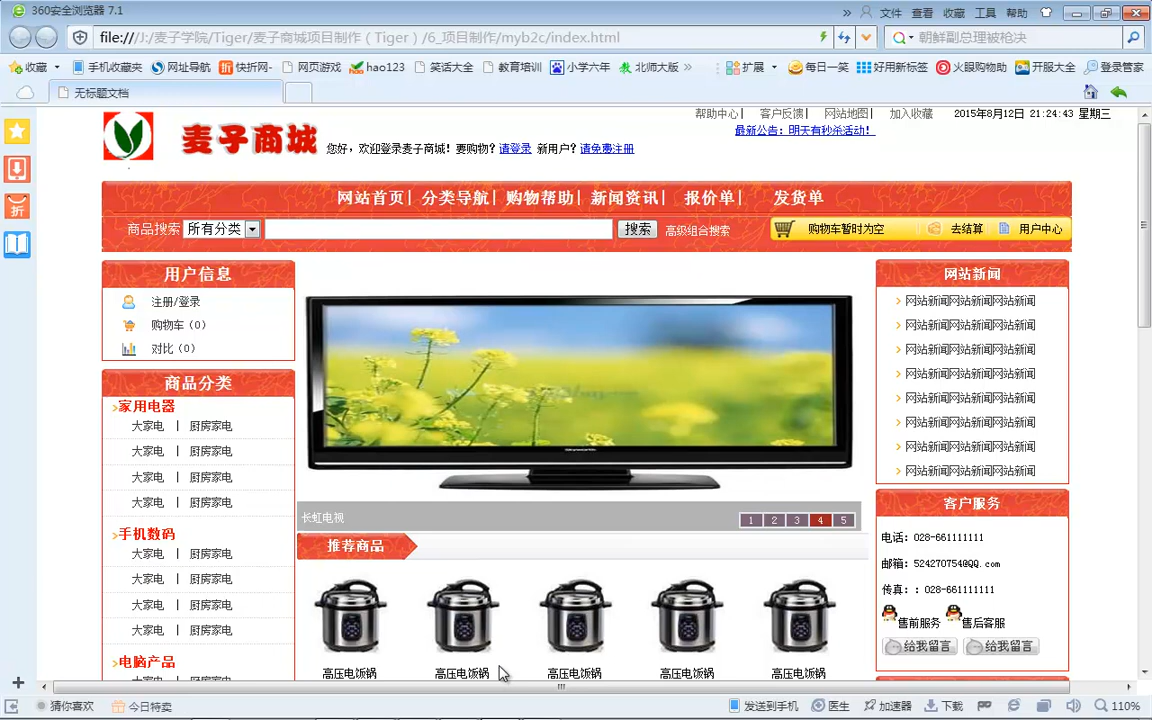 360安全浏览器 7.1
» 文件 查看 收藏 工具 帮助
file:///J:/麦子学院/Tiger/麦子商城项目制作（Tiger）/6_项目制作/myb2c/index.html
朝鲜副总理被枪决
收藏 手机收藏夹 网址导航 快折网- 网页游戏 hao123 笑话大全 教育培训 小学六年 北师大版 » 扩展 每日一笑 好用新标签 火眼购物助 开服大全 登录管家
无标题文档
帮助中心| 客户反馈| 网站地图| 加入收藏 2015年8月12日 21:24:43 星期三
最新公告：明天有秒杀活动！
麦子商城
您好，欢迎登录麦子商城！要购物？请登录 新用户？请免费注册
网站首页| 分类导航| 购物帮助| 新闻资讯| 报价单| 发货单
商品搜索 所有分类 搜索 高级组合搜索 购物车暂时为空 去结算 用户中心
折
用户信息
注册/登录
购物车（0）
对比（0）
商品分类
家用电器
大家电 | 厨房家电
大家电 | 厨房家电
大家电 | 厨房家电
大家电 | 厨房家电
手机数码
大家电 | 厨房家电
大家电 | 厨房家电
大家电 | 厨房家电
大家电 | 厨房家电
电脑产品
长虹电视 1 2 3 4 5
推荐商品
高压电饭锅 高压电饭锅 高压电饭锅 高压电饭锅 高压电饭锅
网站新闻
网站新闻网站新闻网站新闻
网站新闻网站新闻网站新闻
网站新闻网站新闻网站新闻
网站新闻网站新闻网站新闻
网站新闻网站新闻网站新闻
网站新闻网站新闻网站新闻
网站新闻网站新闻网站新闻
网站新闻网站新闻网站新闻
客户服务
电话：028-661111111
邮箱：524270754@QQ.com
传真：：028-661111111
售前服务 售后客服
给我留言 给我留言
猜你喜欢 今日特卖 发送到手机 医生 加速器 下载 110%